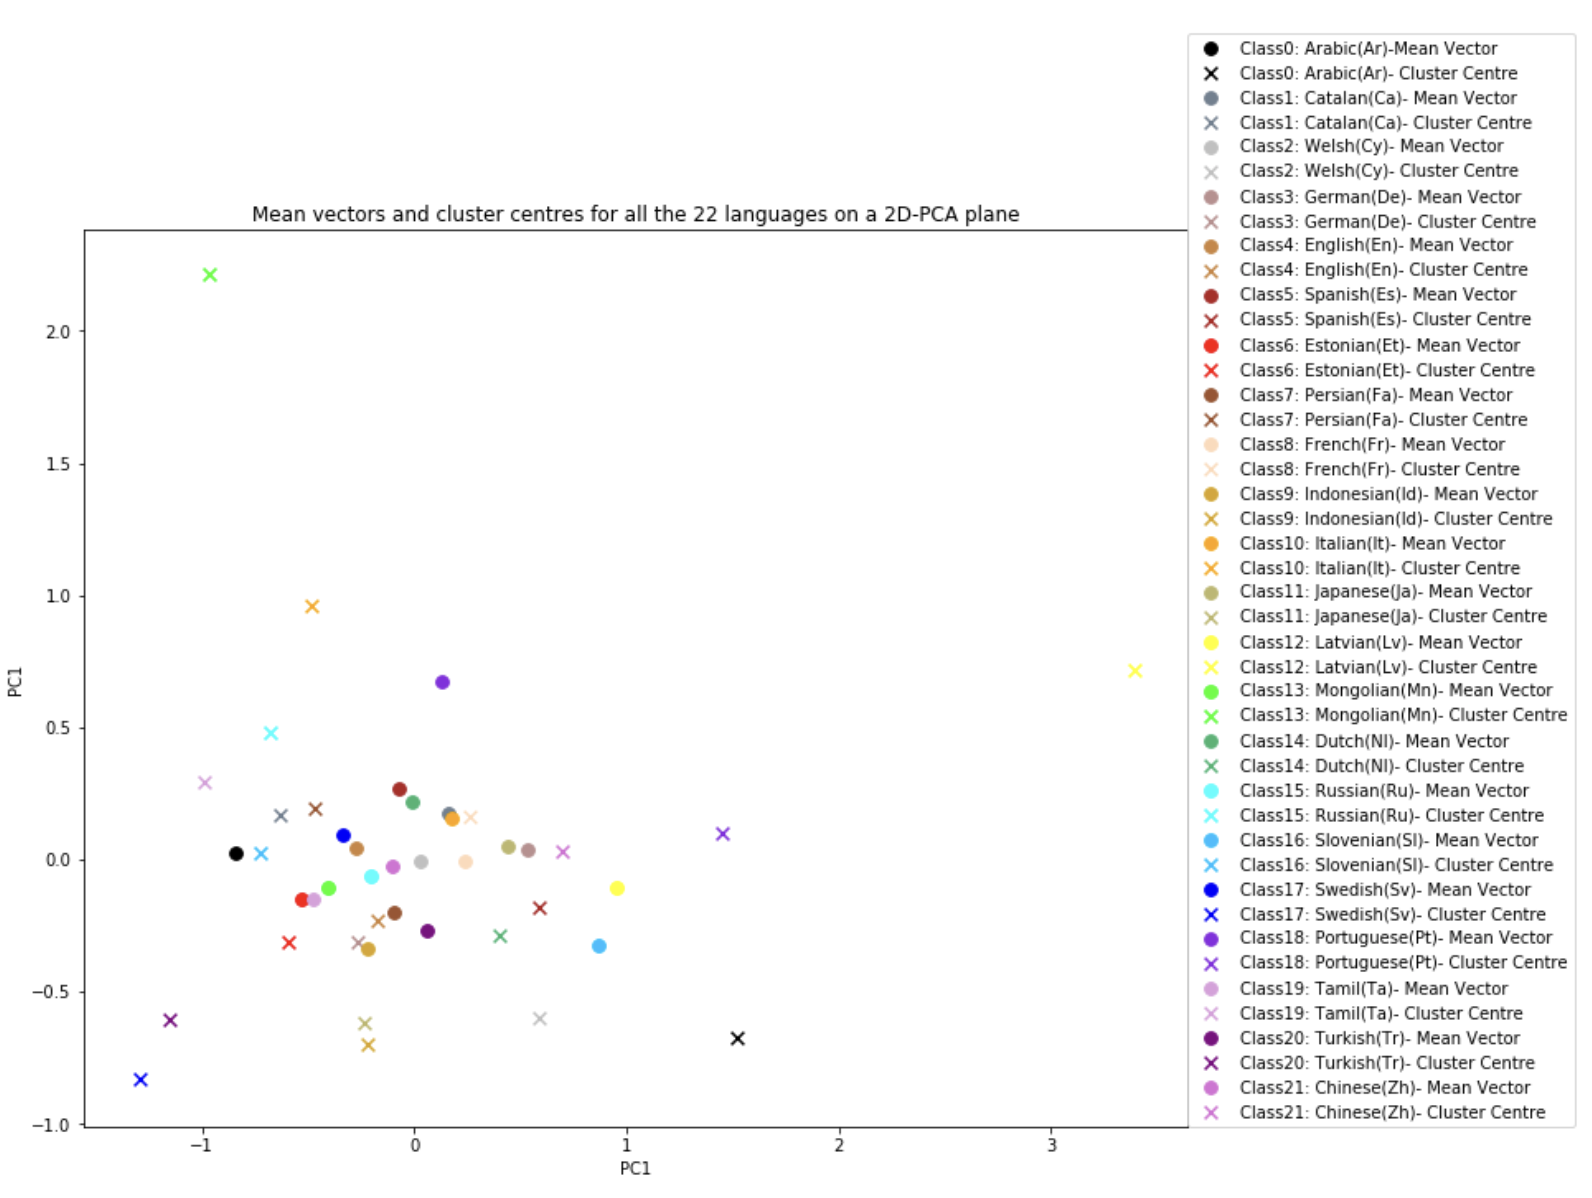 Mean vectors and cluster centres for all the 22 languages on a 2D-PCA plane
2.0
1.5
1.0
0.5
0.0
−0.5
−1.0
PC1
−1
0
1
2
3
PC1
Class0: Arabic(Ar)-Mean Vector
Class0: Arabic(Ar)- Cluster Centre
Class1: Catalan(Ca)- Mean Vector
Class1: Catalan(Ca)- Cluster Centre
Class2: Welsh(Cy)- Mean Vector
Class2: Welsh(Cy)- Cluster Centre
Class3: German(De)- Mean Vector
Class3: German(De)- Cluster Centre
Class4: English(En)- Mean Vector
Class4: English(En)- Cluster Centre
Class5: Spanish(Es)- Mean Vector
Class5: Spanish(Es)- Cluster Centre
Class6: Estonian(Et)- Mean Vector
Class6: Estonian(Et)- Cluster Centre
Class7: Persian(Fa)- Mean Vector
Class7: Persian(Fa)- Cluster Centre
Class8: French(Fr)- Mean Vector
Class8: French(Fr)- Cluster Centre
Class9: Indonesian(Id)- Mean Vector
Class9: Indonesian(Id)- Cluster Centre
Class10: Italian(It)- Mean Vector
Class10: Italian(It)- Cluster Centre
Class11: Japanese(Ja)- Mean Vector
Class11: Japanese(Ja)- Cluster Centre
Class12: Latvian(Lv)- Mean Vector
Class12: Latvian(Lv)- Cluster Centre
Class13: Mongolian(Mn)- Mean Vector
Class13: Mongolian(Mn)- Cluster Centre
Class14: Dutch(Nl)- Mean Vector
Class14: Dutch(Nl)- Cluster Centre
Class15: Russian(Ru)- Mean Vector
Class15: Russian(Ru)- Cluster Centre
Class16: Slovenian(Sl)- Mean Vector
Class16: Slovenian(Sl)- Cluster Centre
Class17: Swedish(Sv)- Mean Vector
Class17: Swedish(Sv)- Cluster Centre
Class18: Portuguese(Pt)- Mean Vector
Class18: Portuguese(Pt)- Cluster Centre
Class19: Tamil(Ta)- Mean Vector
Class19: Tamil(Ta)- Cluster Centre
Class20: Turkish(Tr)- Mean Vector
Class20: Turkish(Tr)- Cluster Centre
Class21: Chinese(Zh)- Mean Vector
Class21: Chinese(Zh)- Cluster Centre